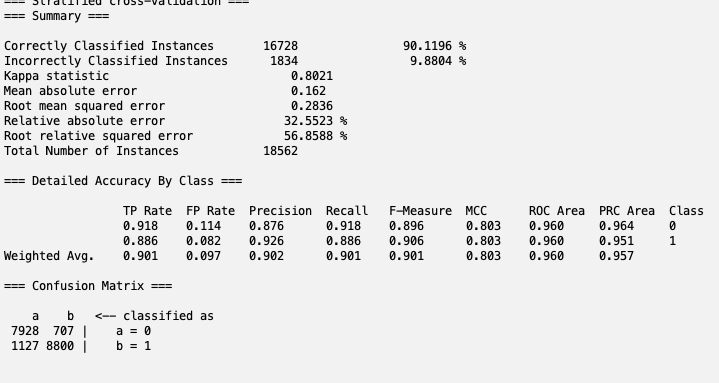 === Stratified cross-validation ===
=== Summary ===
Correctly Classified Instances 16728 90.1196 %
Incorrectly Classified Instances 1834 9.8804 %
Kappa statistic 0.8021
Mean absolute error 0.162
Root mean squared error 0.2836
Relative absolute error 32.5523 %
Root relative squared error 56.8588 %
Total Number of Instances 18562
=== Detailed Accuracy By Class ===
TP Rate FP Rate Precision Recall F-Measure MCC ROC Area PRC Area Class
0.918 0.114 0.876 0.918 0.896 0.803 0.960 0.964 0
0.886 0.082 0.926 0.886 0.906 0.803 0.960 0.951 1
Weighted Avg. 0.901 0.097 0.902 0.901 0.901 0.803 0.960 0.957
=== Confusion Matrix ===
a b <-- classified as
7928 707 | a = 0
1127 8800 | b = 1